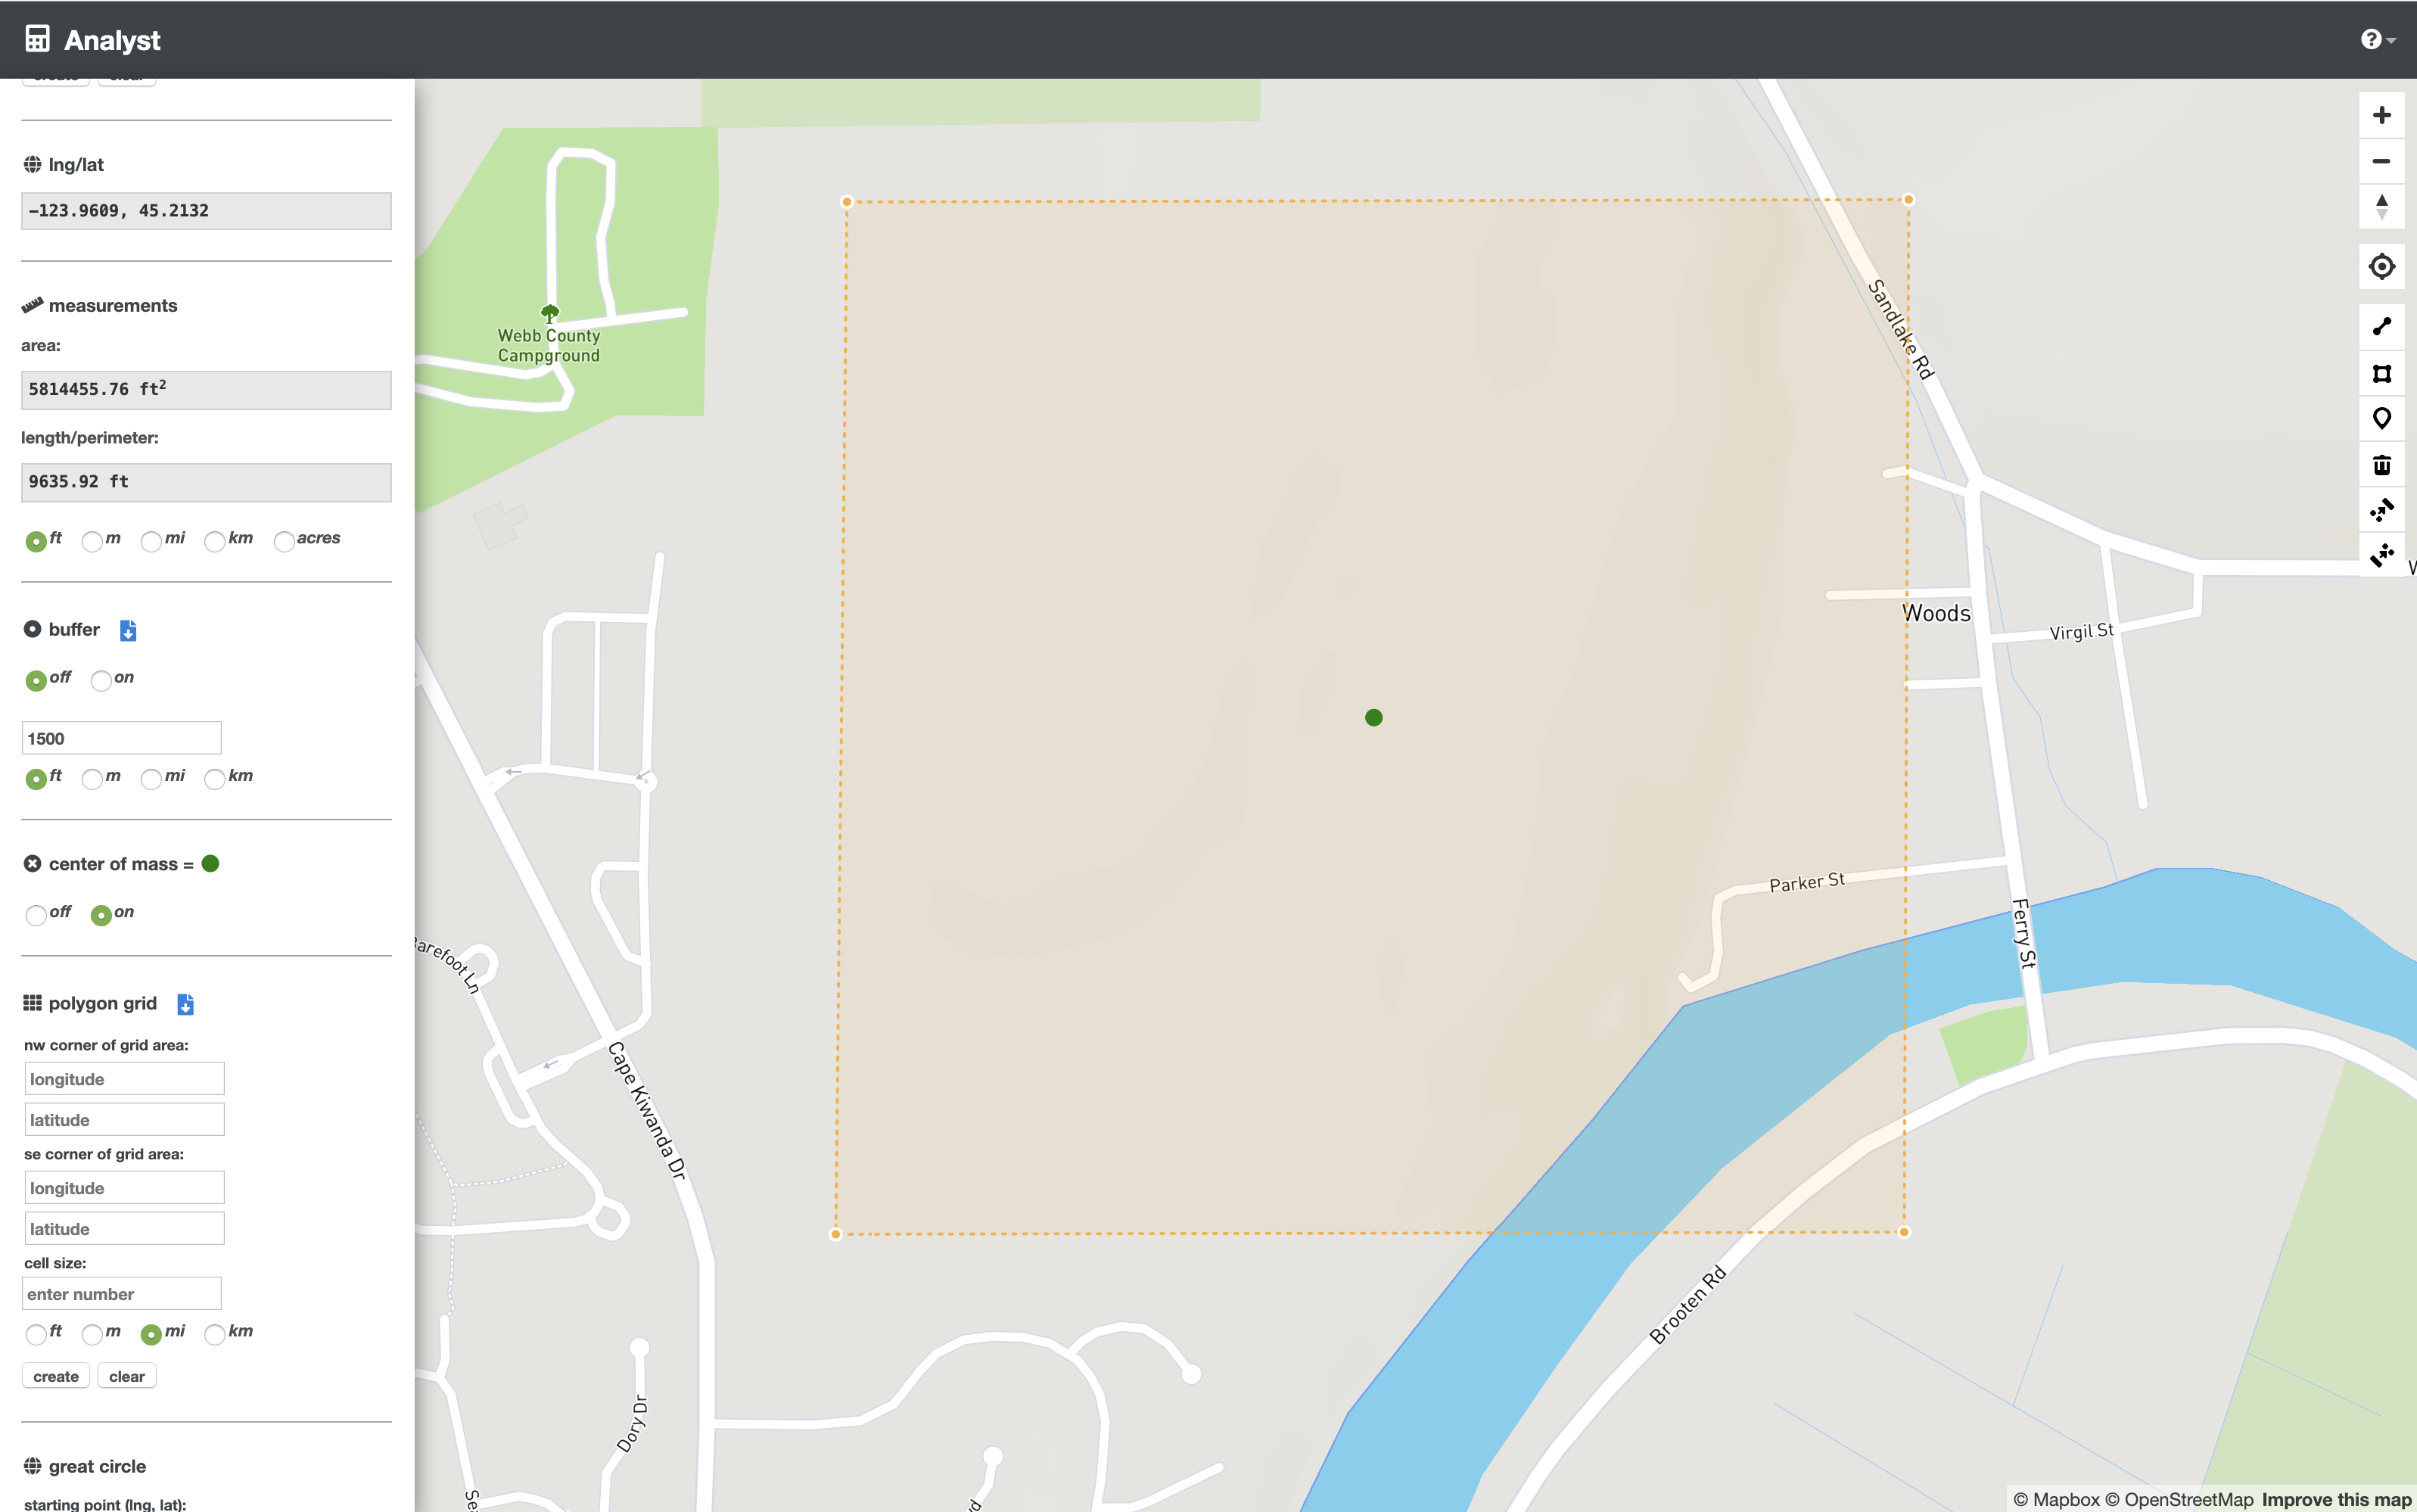 Analyst
lng/lat
-123.9609, 45.2132
measurements
area:
5814455.76 ft²
length/perimeter:
9635.92 ft
ft m mi km acres
buffer
off on
1500
ft m mi km
center of mass =
off on
polygon grid
nw corner of grid area:
longitude
latitude
se corner of grid area:
longitude
latitude
cell size:
enter number
ft m mi km
create clear
great circle
starting point (lng, lat):
Webb County
Campground
Sandlake Rd
Woods
Virgil St
Parker St
Ferry St
Cape Kiwanda Dr
Brooten Rd
Dory Dr
© Mapbox © OpenStreetMap Improve this map